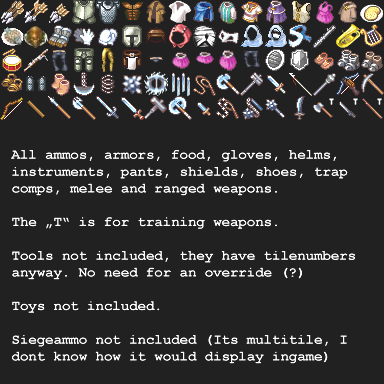 T T T
All ammos, armors, food, gloves, helms,
instruments, pants, shields, shoes, trap
comps, melee and ranged weapons.
The „T“ is for training weapons.
Tools not included, they have tilenumbers
anyway. No need for an override (?)
Toys not included.
Siegeammo not included (Its multitile, I
dont know how it would display ingame)